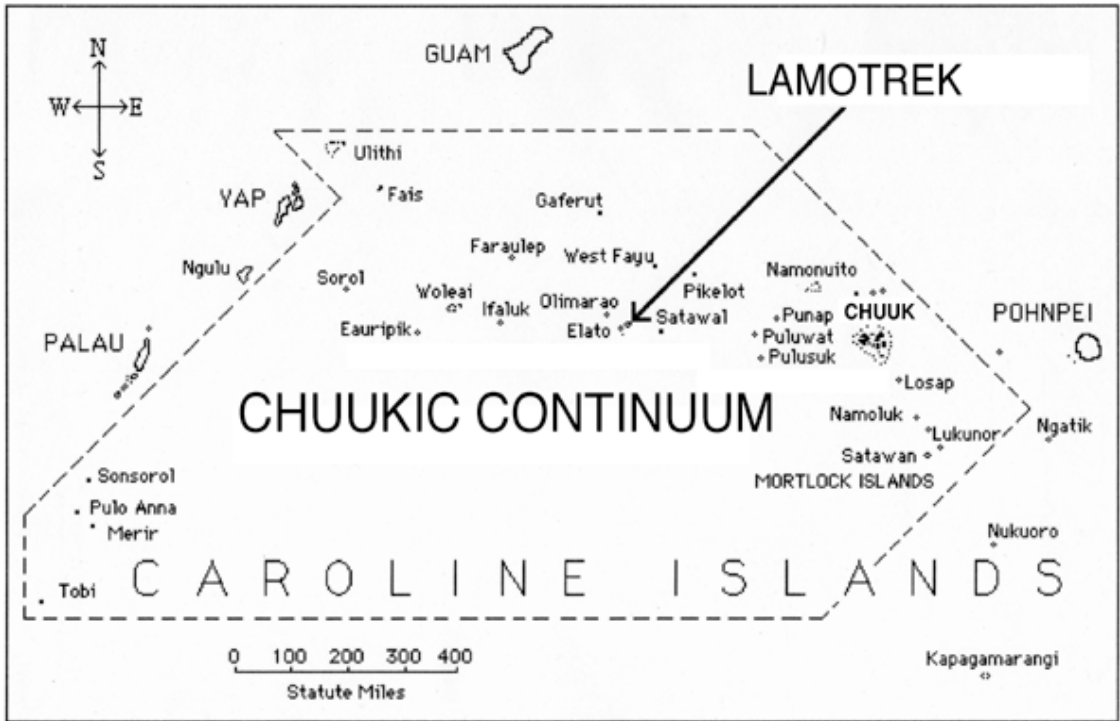 GUAM
LAMOTREK
N
W
E
S
Ulithi
Fais
YAP
Gaferut
Faraulep
West Fayu
Ngulu
Sorol
Woleai
Ifaluk
Olimarao
Pikelot
Namonuito
Eauripik
Elato
Satawal
Punap
CHUUK
Puluwat
Pulusuk
POHNPEI
PALAU
Losap
CHUUKIC CONTINUUM
Namoluk
Lukunor
Ngatik
Satawan
MORTLOCK ISLANDS
Sonsorol
Pulo Anna
Merir
Nukuoro
Tobi
CAROLINE ISLANDS
0 100 200 300 400
Statute Miles
Kapagamarangi